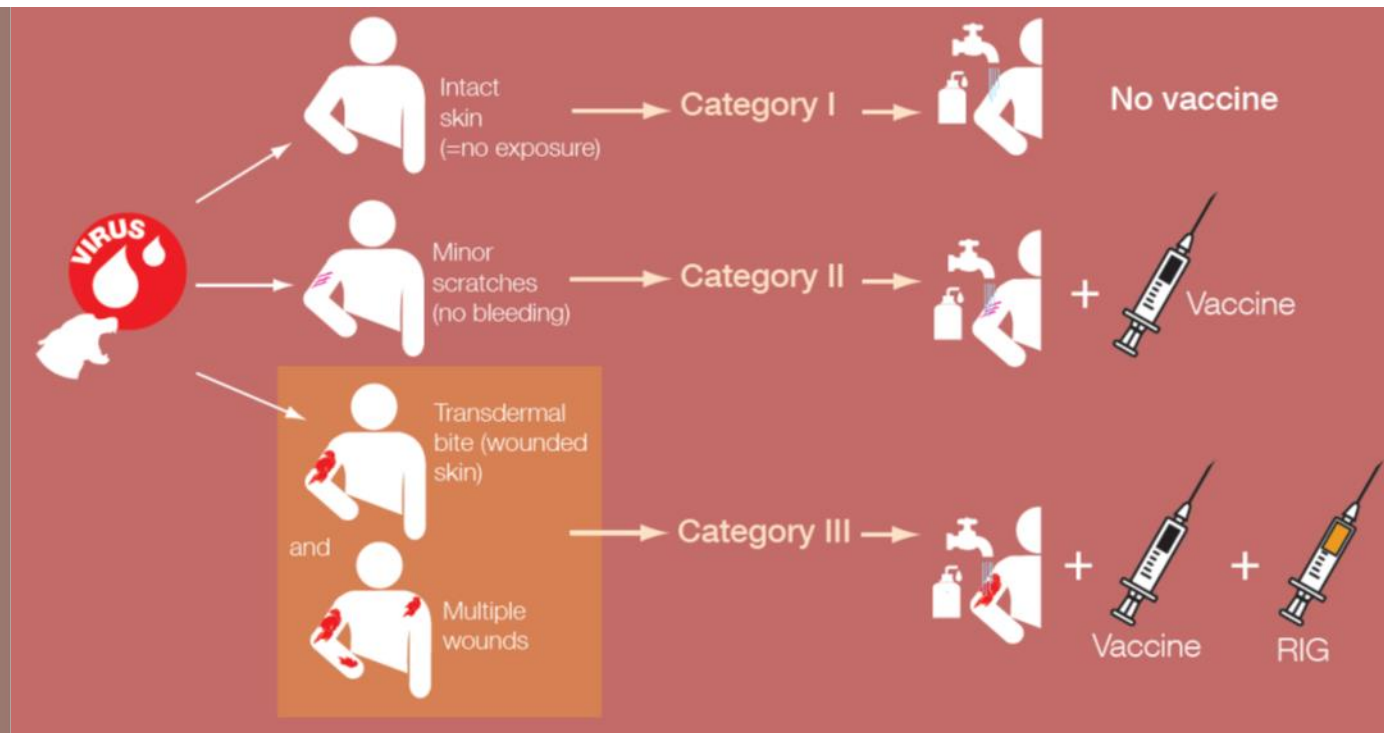 VIRUS
Intact
skin
(=no exposure)
Category I
No vaccine
Minor
scratches
(no bleeding)
Category II
+
Vaccine
Transdermal
bite (wounded
skin)
and
Multiple
wounds
Category III
+
Vaccine
+
RIG